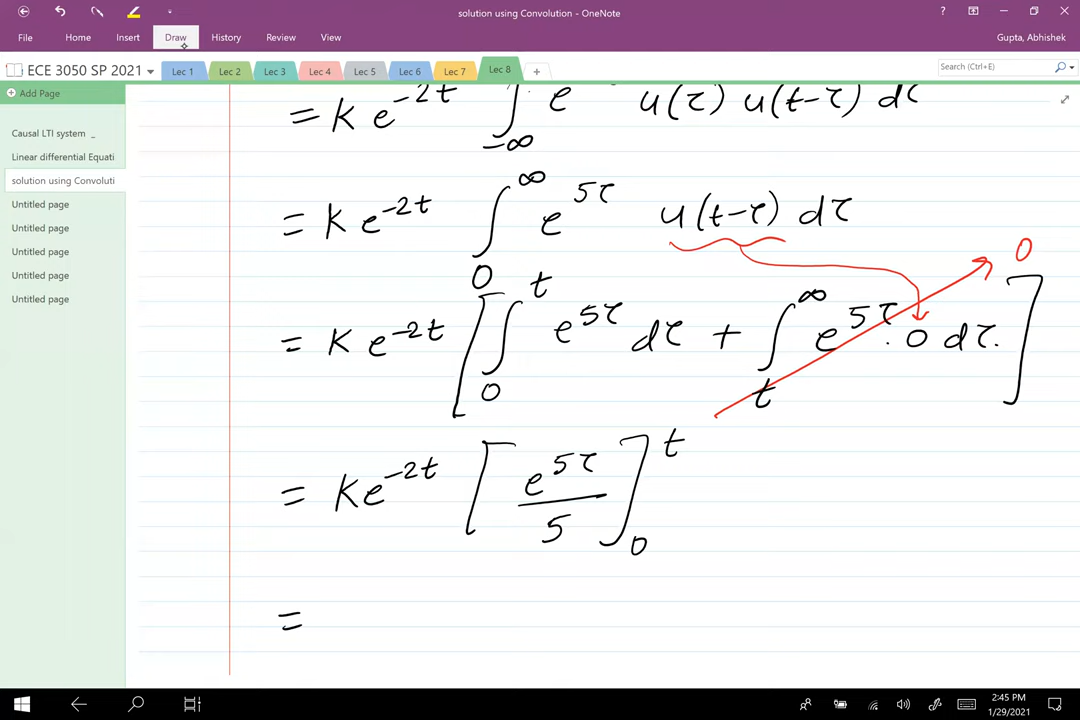 solution using Convolution - OneNote
?
File Home Insert Draw History Review View
Gupta, Abhishek
ECE 3050 SP 2021
Lec 1 Lec 2 Lec 3 Lec 4 Lec 5 Lec 6 Lec 7 Lec 8 +
Search (Ctrl+E)
Add Page
Causal LTI system _
Linear differential Equati
solution using Convoluti
Untitled page
Untitled page
Untitled page
Untitled page
Untitled page
= K e^{-2t} ∫_{-∞} e u(τ) u(t-τ) dτ
= K e^{-2t} ∫_0^∞ e^{5τ} u(t-τ) dτ
= K e^{-2t} [ ∫_0^t e^{5τ} dτ + ∫_t^∞ e^{5τ} . 0 dτ. ] 0
= K e^{-2t} [ e^{5τ} / 5 ]_0^t
=
2:45 PM
1/29/2021